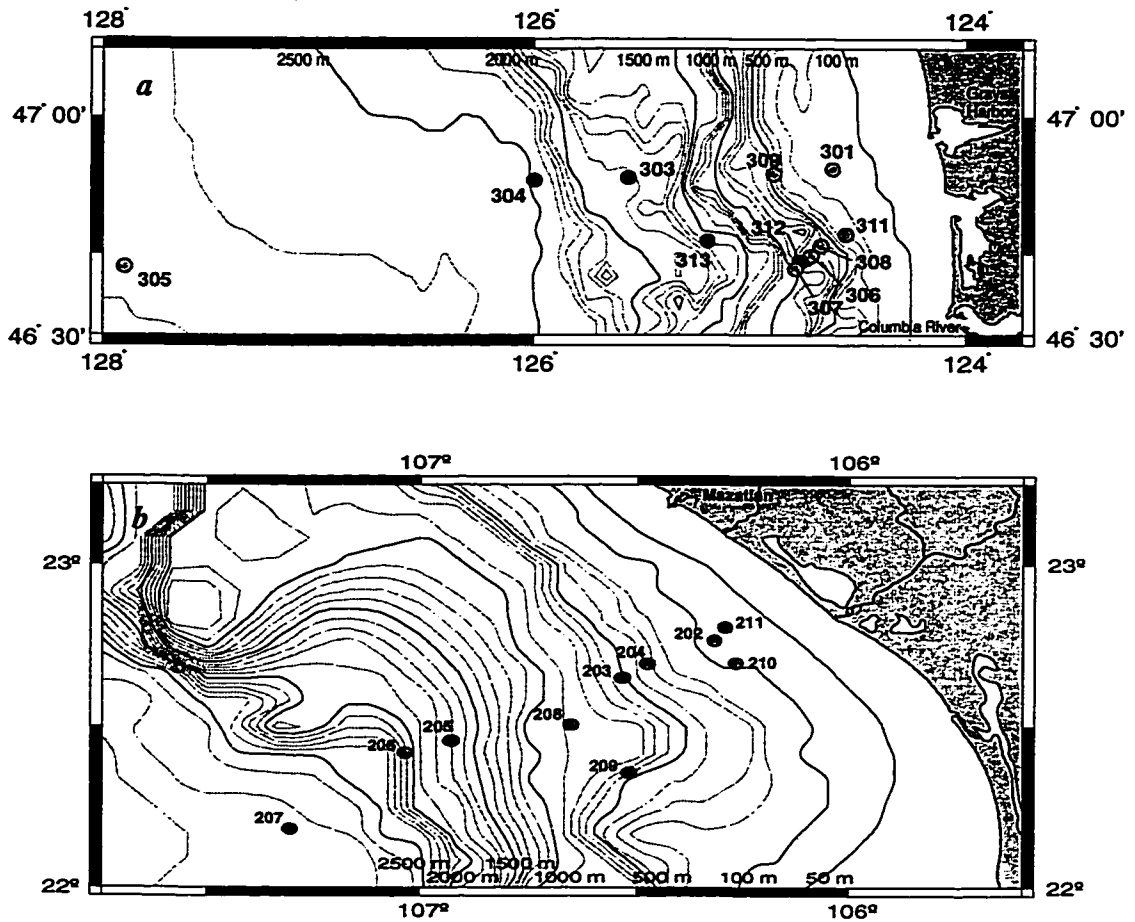 128° 126° 124°
2500 m 2000 m 1500 m 1000 m 500 m 100 m
a
Grays
Harbor
47° 00' 47° 00'
309 301
303
304
312 311
313 308
305
306
307
Columbia River
46° 30' 46° 30'
128° 126° 124°
107º 106º
Mazatlan
b
23º 23º
202 211
204 210
203
208
205
206
209
207
2500 m 1500 m
2000 m 1000 m 500 m 100 m 50 m
22º 22º
107º 106º